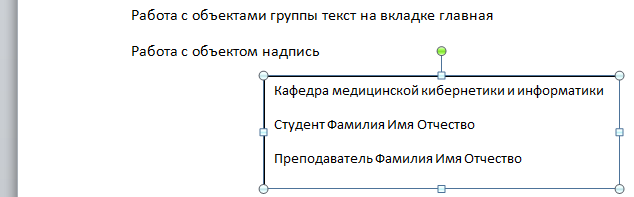 Работа с объектами группы текст на вкладке главная
Работа с объектом надпись
Кафедра медицинской кибернетики и информатики
Студент Фамилия Имя Отчество
Преподаватель Фамилия Имя Отчество